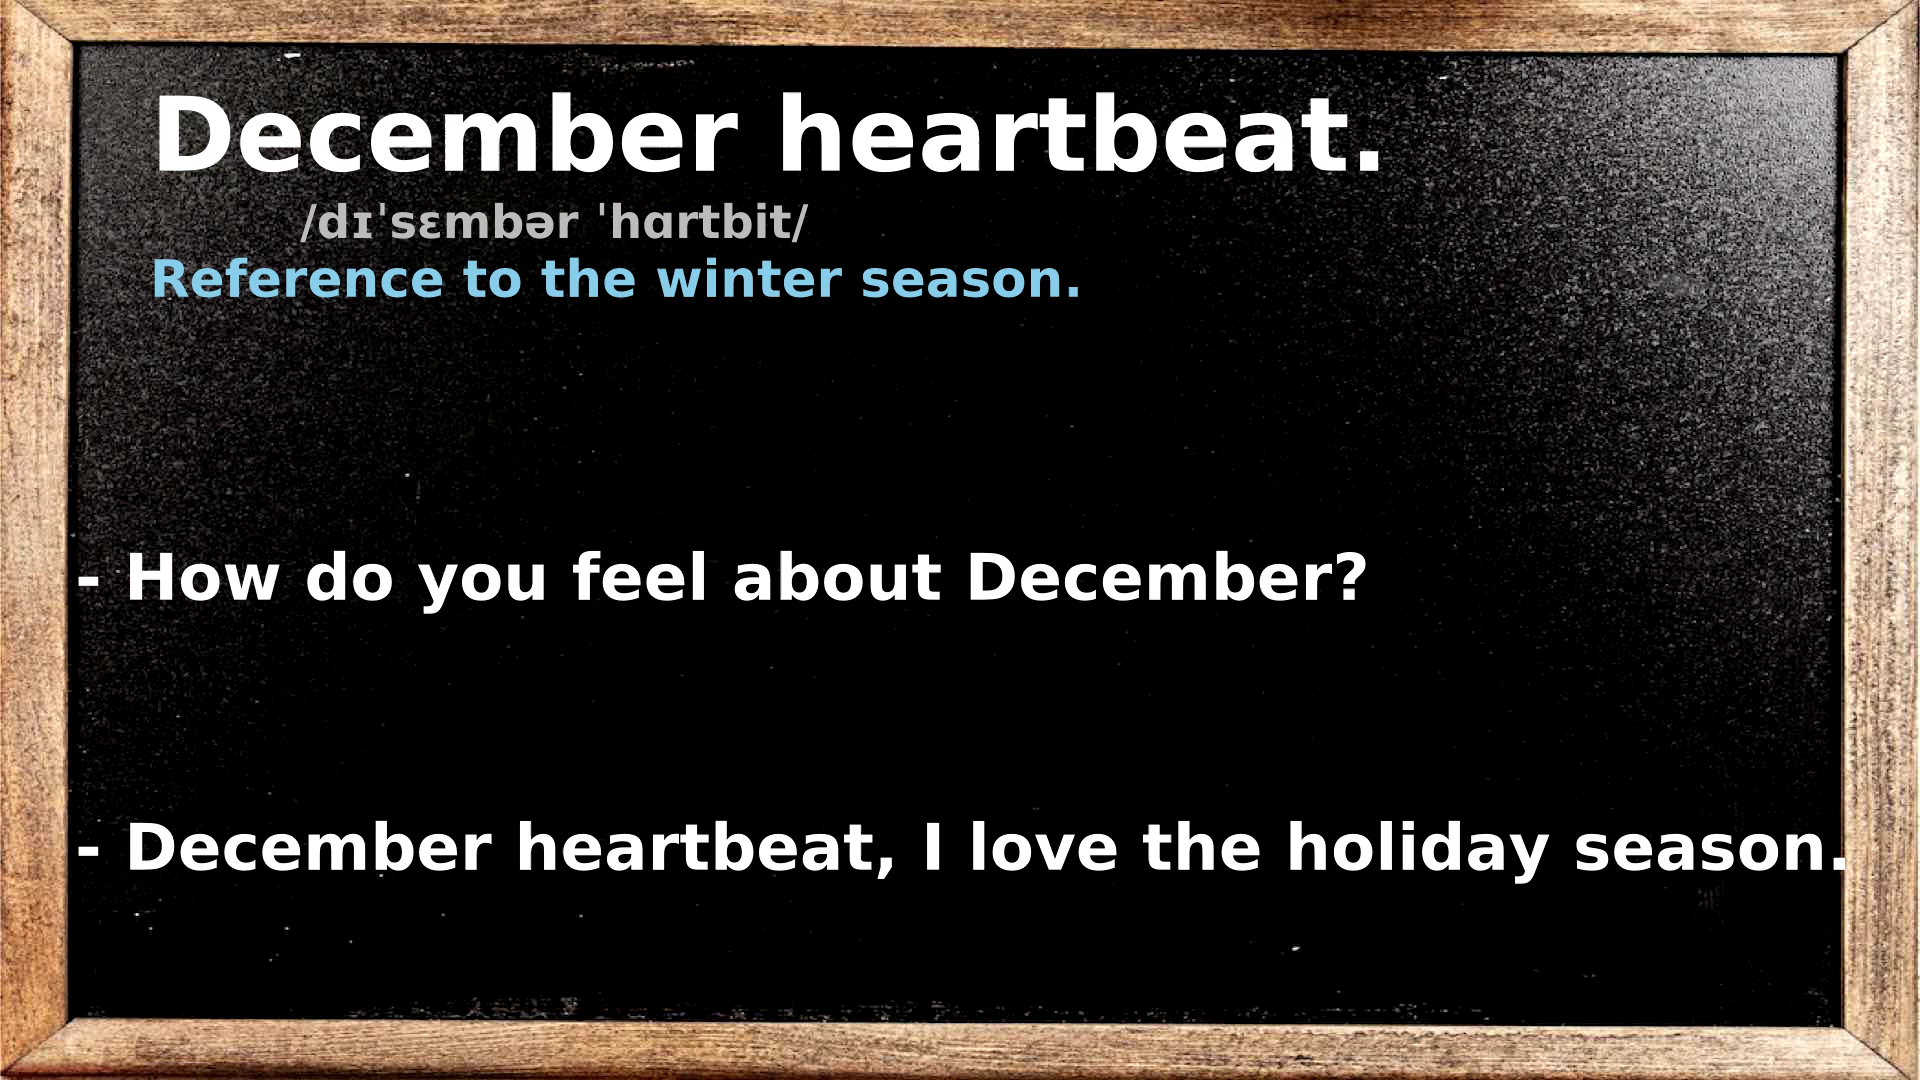 December heartbeat.
/dɪˈsɛmbər ˈhɑrtbit/
Reference to the winter season.
- How do you feel about December?
- December heartbeat, I love the holiday season.